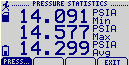 PRESSURE STATISTICS
14.091 PSIA Min
14.577 PSIA Max
14.299 PSIA Avg
PRESS... EXIT